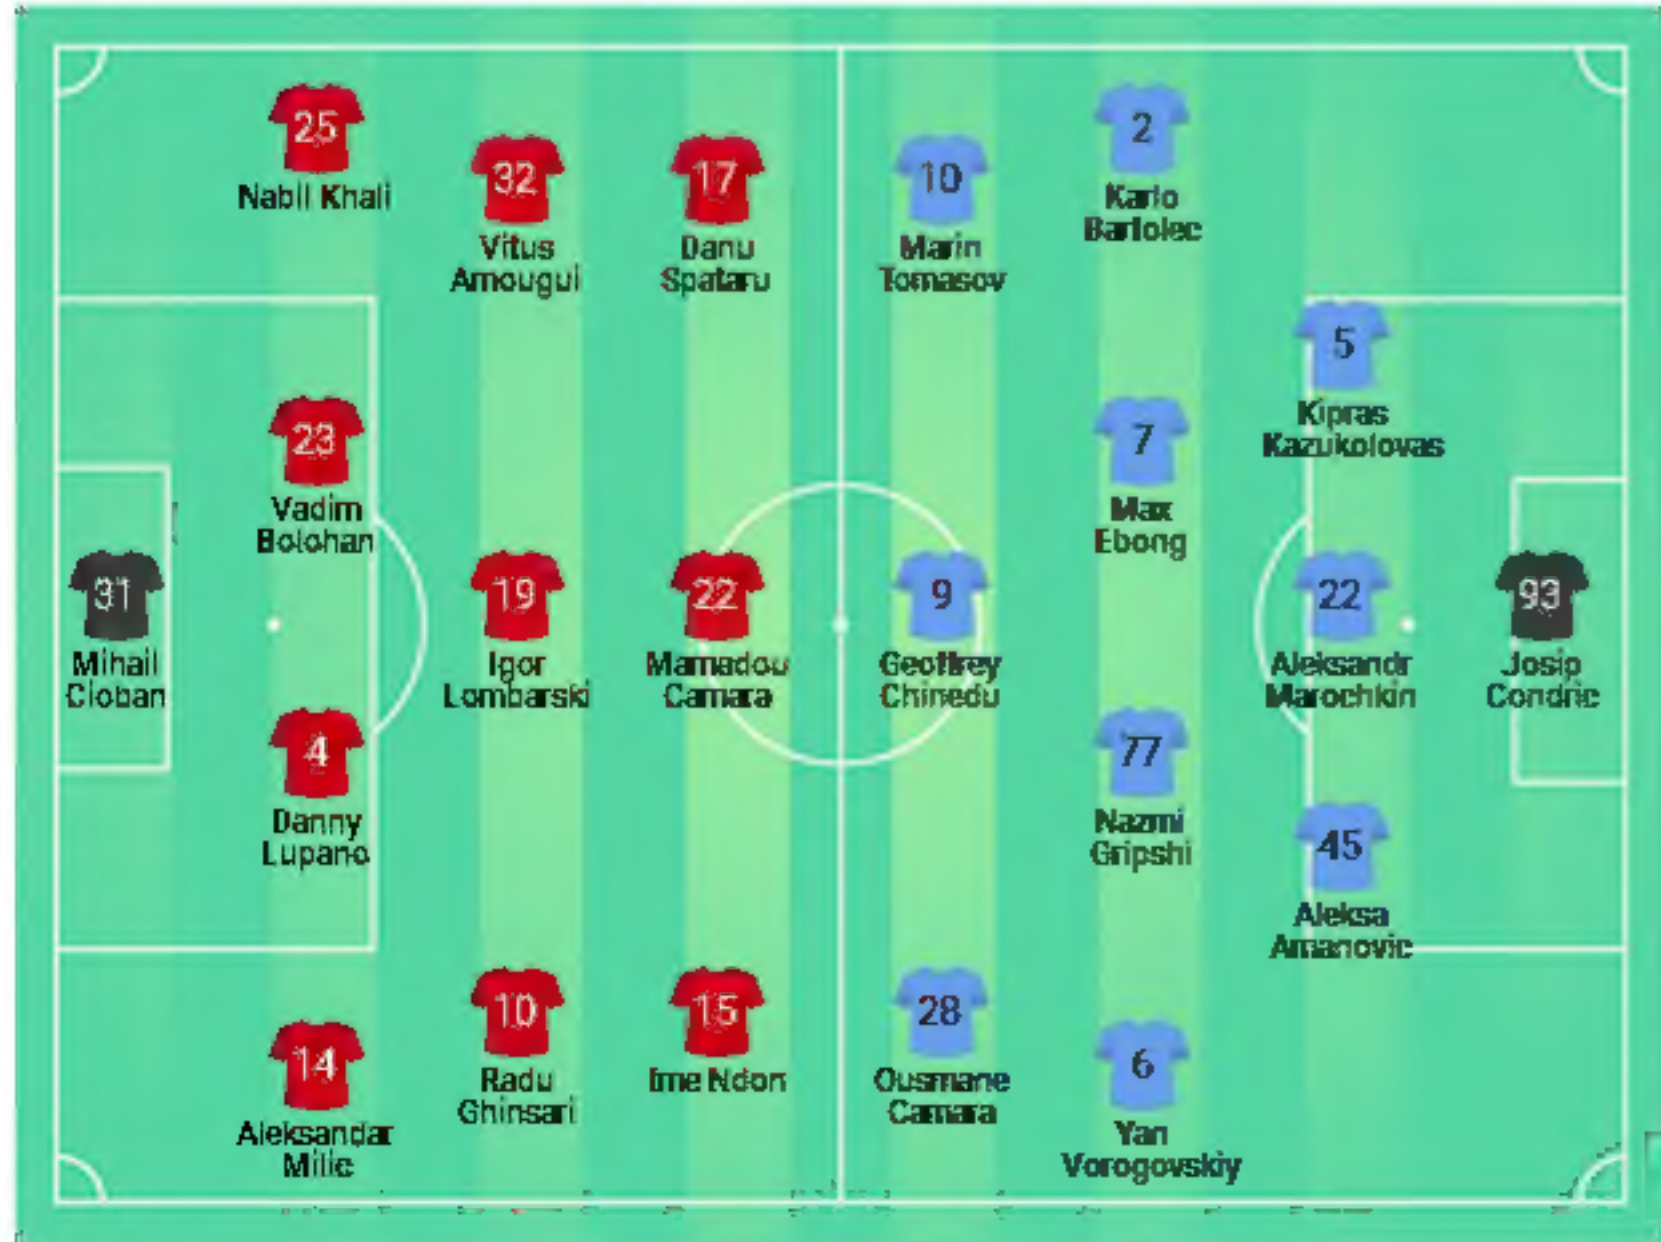 25
Nabil Khali
23
Vadim
Bolohan
4
Danny
Lupano
14
Aleksandar
Milic
31
Mihail
Cioban
32
Vitus
Amougui
19
Igor
Lombarski
10
Radu
Ghinsari
17
Danu
Spataru
22
Mamadou
Camara
15
Ime Ndon
10
Marin
Tomasov
9
Geoffrey
Chinedu
28
Ousmane
Camara
2
Karlo
Bartolec
7
Max
Ebong
77
Nazmi
Gripshi
6
Yan
Vorogovskiy
5
Kipras
Kazukolovas
22
Aleksandr
Marochkin
45
Aleksa
Amanovic
93
Josip
Condric